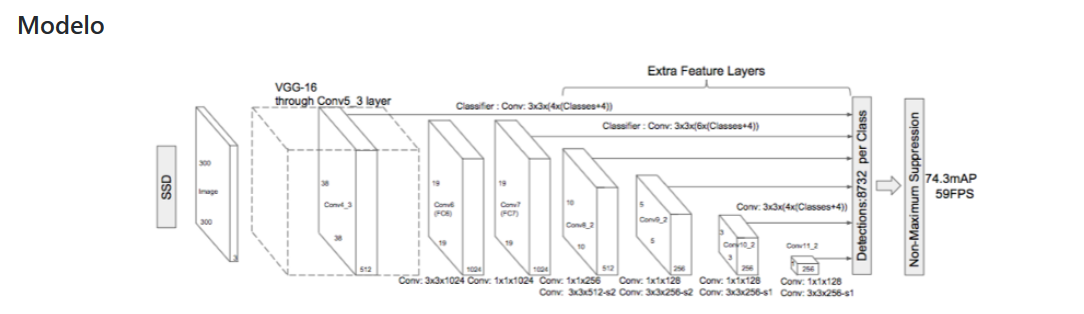 Modelo
Extra Feature Layers
VGG-16
through Conv5_3 layer
Classifier : Conv: 3x3x(4x(Classes+4))
Classifier : Conv: 3x3x(6x(Classes+4))
SSD
300
Image
300
3
38
Conv4_3
38
512
19
Conv6
(FC6)
19
1024
19
Conv7
(FC7)
19
1024
10
Conv8_2
10
512
5
Conv9_2
5
256
Conv: 3x3x(4x(Classes+4))
3
Conv10_2
3
256
Conv11_2
256
Detections:8732 per Class
Non-Maximum Suppression
74.3mAP
59FPS
Conv: 3x3x1024
Conv: 1x1x1024
Conv: 1x1x256
Conv: 3x3x512-s2
Conv: 1x1x128
Conv: 3x3x256-s2
Conv: 1x1x128
Conv: 3x3x256-s1
Conv: 1x1x128
Conv: 3x3x256-s1